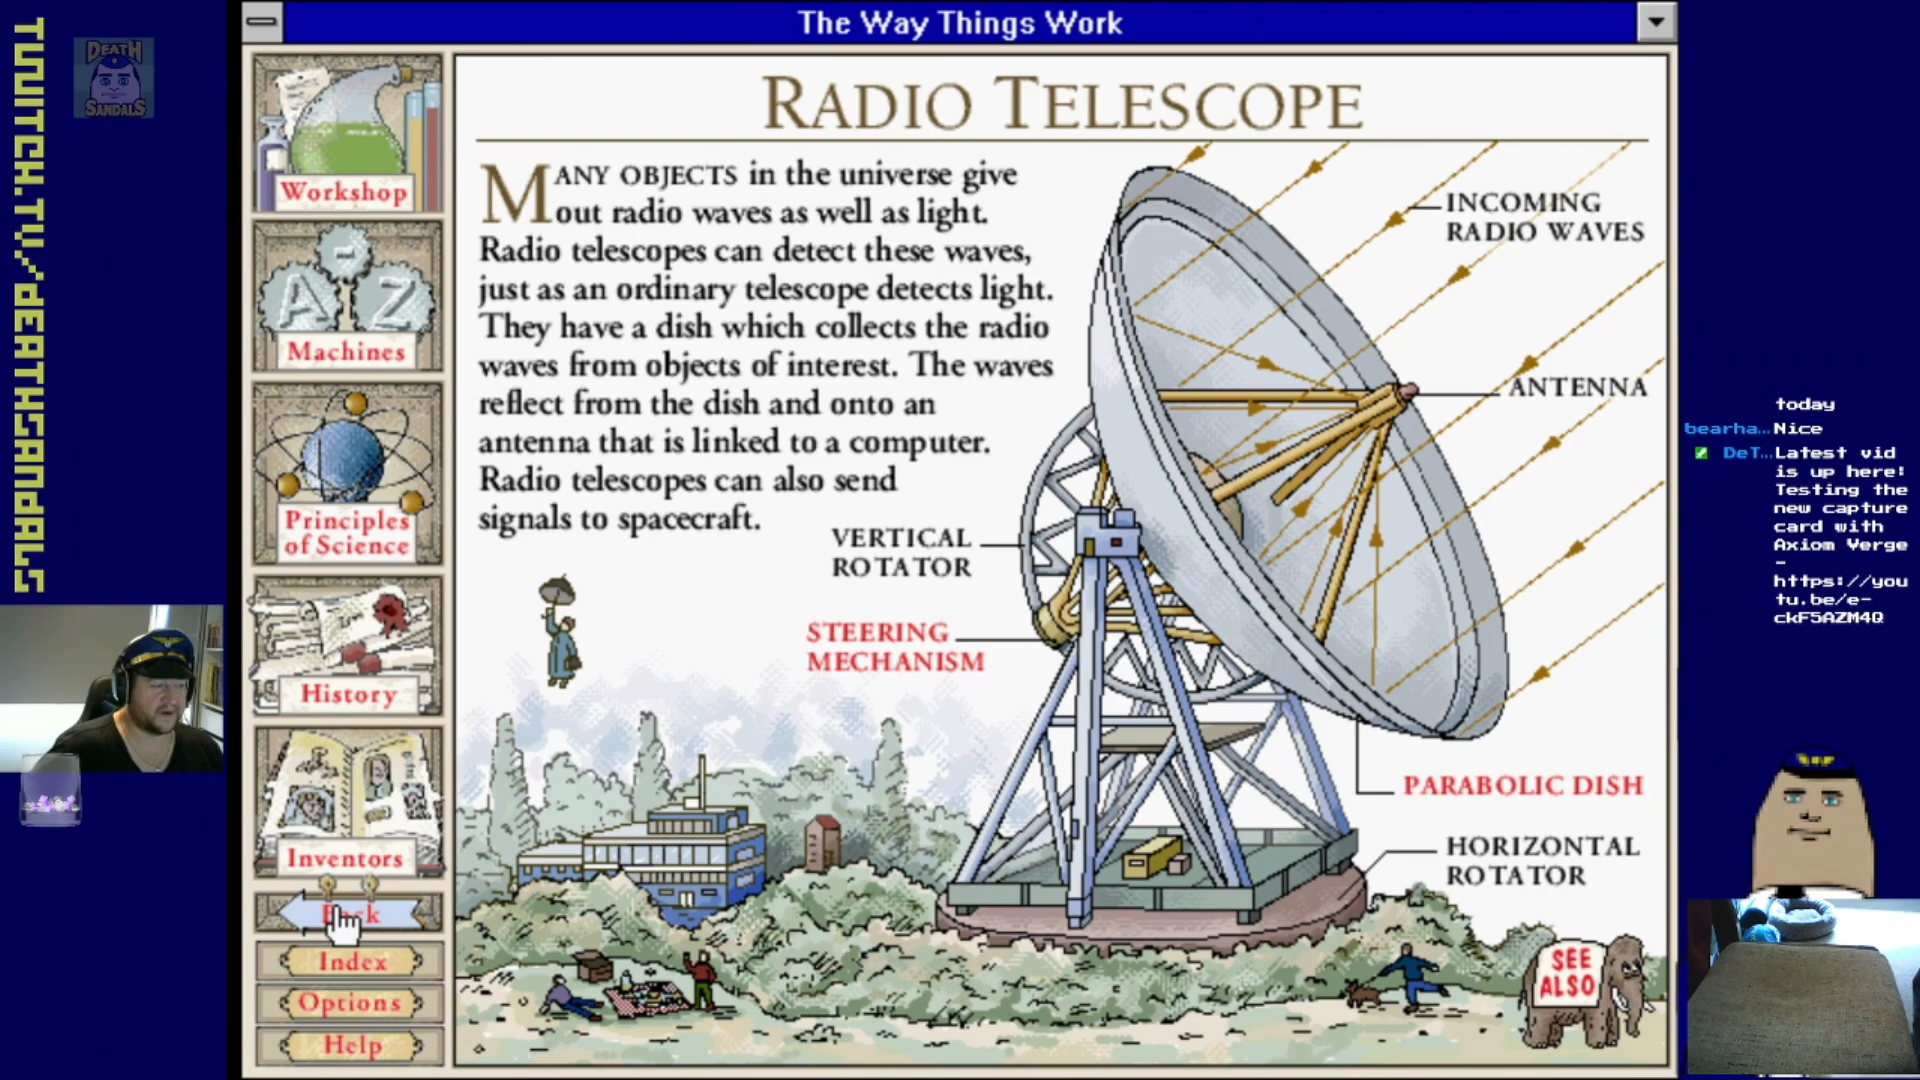 TWITCH.TV/DEATHSANDALS
DEATH
SANDALS
The Way Things Work
Workshop
A - Z
Machines
Principles
of Science
History
Inventors
Back
Index
Options
Help
RADIO TELESCOPE
MANY OBJECTS in the universe give
out radio waves as well as light.
Radio telescopes can detect these waves,
just as an ordinary telescope detects light.
They have a dish which collects the radio
waves from objects of interest. The waves
reflect from the dish and onto an
antenna that is linked to a computer.
Radio telescopes can also send
signals to spacecraft.
INCOMING
RADIO WAVES
ANTENNA
VERTICAL
ROTATOR
STEERING
MECHANISM
PARABOLIC DISH
HORIZONTAL
ROTATOR
SEE
ALSO
today
bearha...Nice
DeT...Latest vid
is up here!
Testing the
new capture
card with
Axiom Verge
-
https://you
tu.be/e-
ckF5AZM4Q